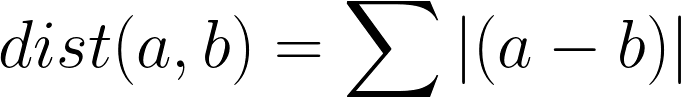 dist(a, b) = ∑ |(a − b)|